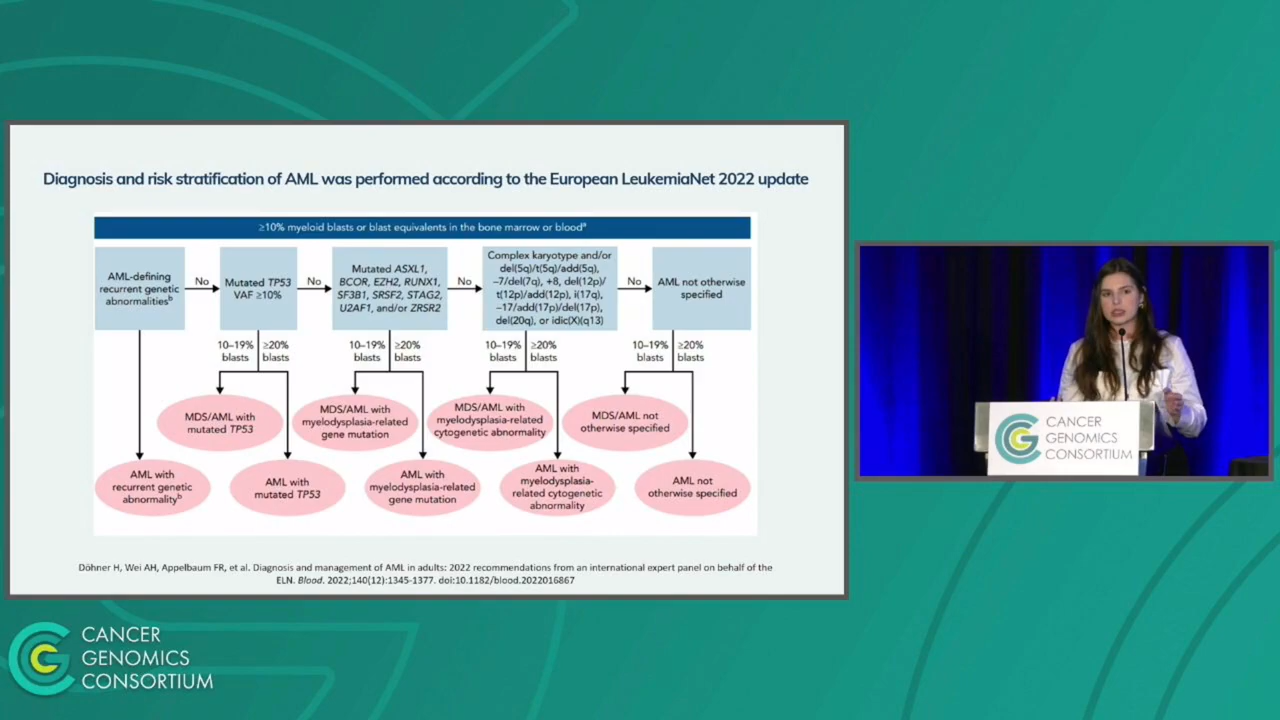 Diagnosis and risk stratification of AML was performed according to the European LeukemiaNet 2022 update
≥10% myeloid blasts or blast equivalents in the bone marrow or bloodᵃ
AML-defining
recurrent genetic
abnormalitiesᵇ
No
Mutated TP53
VAF ≥10%
No
Mutated ASXL1,
BCOR, EZH2, RUNX1,
SF3B1, SRSF2, STAG2,
U2AF1, and/or ZRSR2
No
Complex karyotype and/or
del(5q)/t(5q)/add(5q),
–7/del(7q), +8, del(12p)/
t(12p)/add(12p), i(17q),
–17/add(17p)/del(17p),
del(20q), or idic(X)(q13)
No
AML not otherwise
specified
10–19%
blasts
≥20%
blasts
10–19%
blasts
≥20%
blasts
10–19%
blasts
≥20%
blasts
10–19%
blasts
≥20%
blasts
MDS/AML with
mutated TP53
MDS/AML with
myelodysplasia-related
gene mutation
MDS/AML with
myelodysplasia-related
cytogenetic abnormality
MDS/AML not
otherwise specified
AML with
recurrent genetic
abnormalityᵇ
AML with
mutated TP53
AML with
myelodysplasia-related
gene mutation
AML with
myelodysplasia-
related cytogenetic
abnormality
AML not
otherwise specified
Döhner H, Wei AH, Appelbaum FR, et al. Diagnosis and management of AML in adults: 2022 recommendations from an international expert panel on behalf of the
ELN. Blood. 2022;140(12):1345-1377. doi:10.1182/blood.2022016867
CANCER
GENOMICS
CONSORTIUM
CANCER
GENOMICS
CONSORTIUM